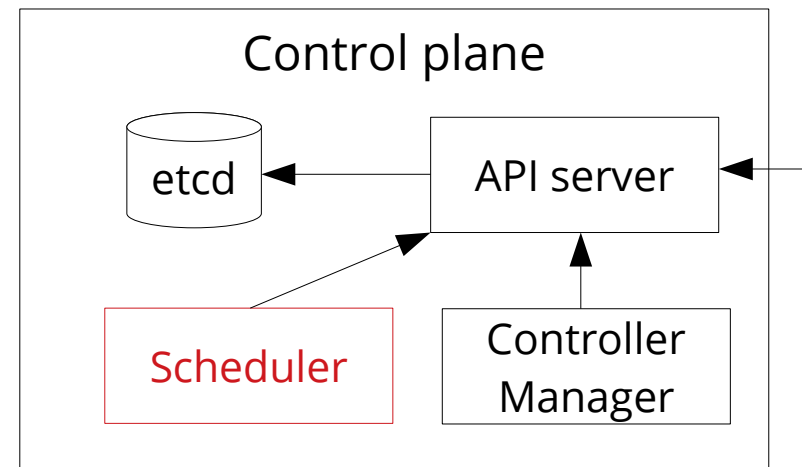 Control plane
etcd
API server
Scheduler
Controller
Manager